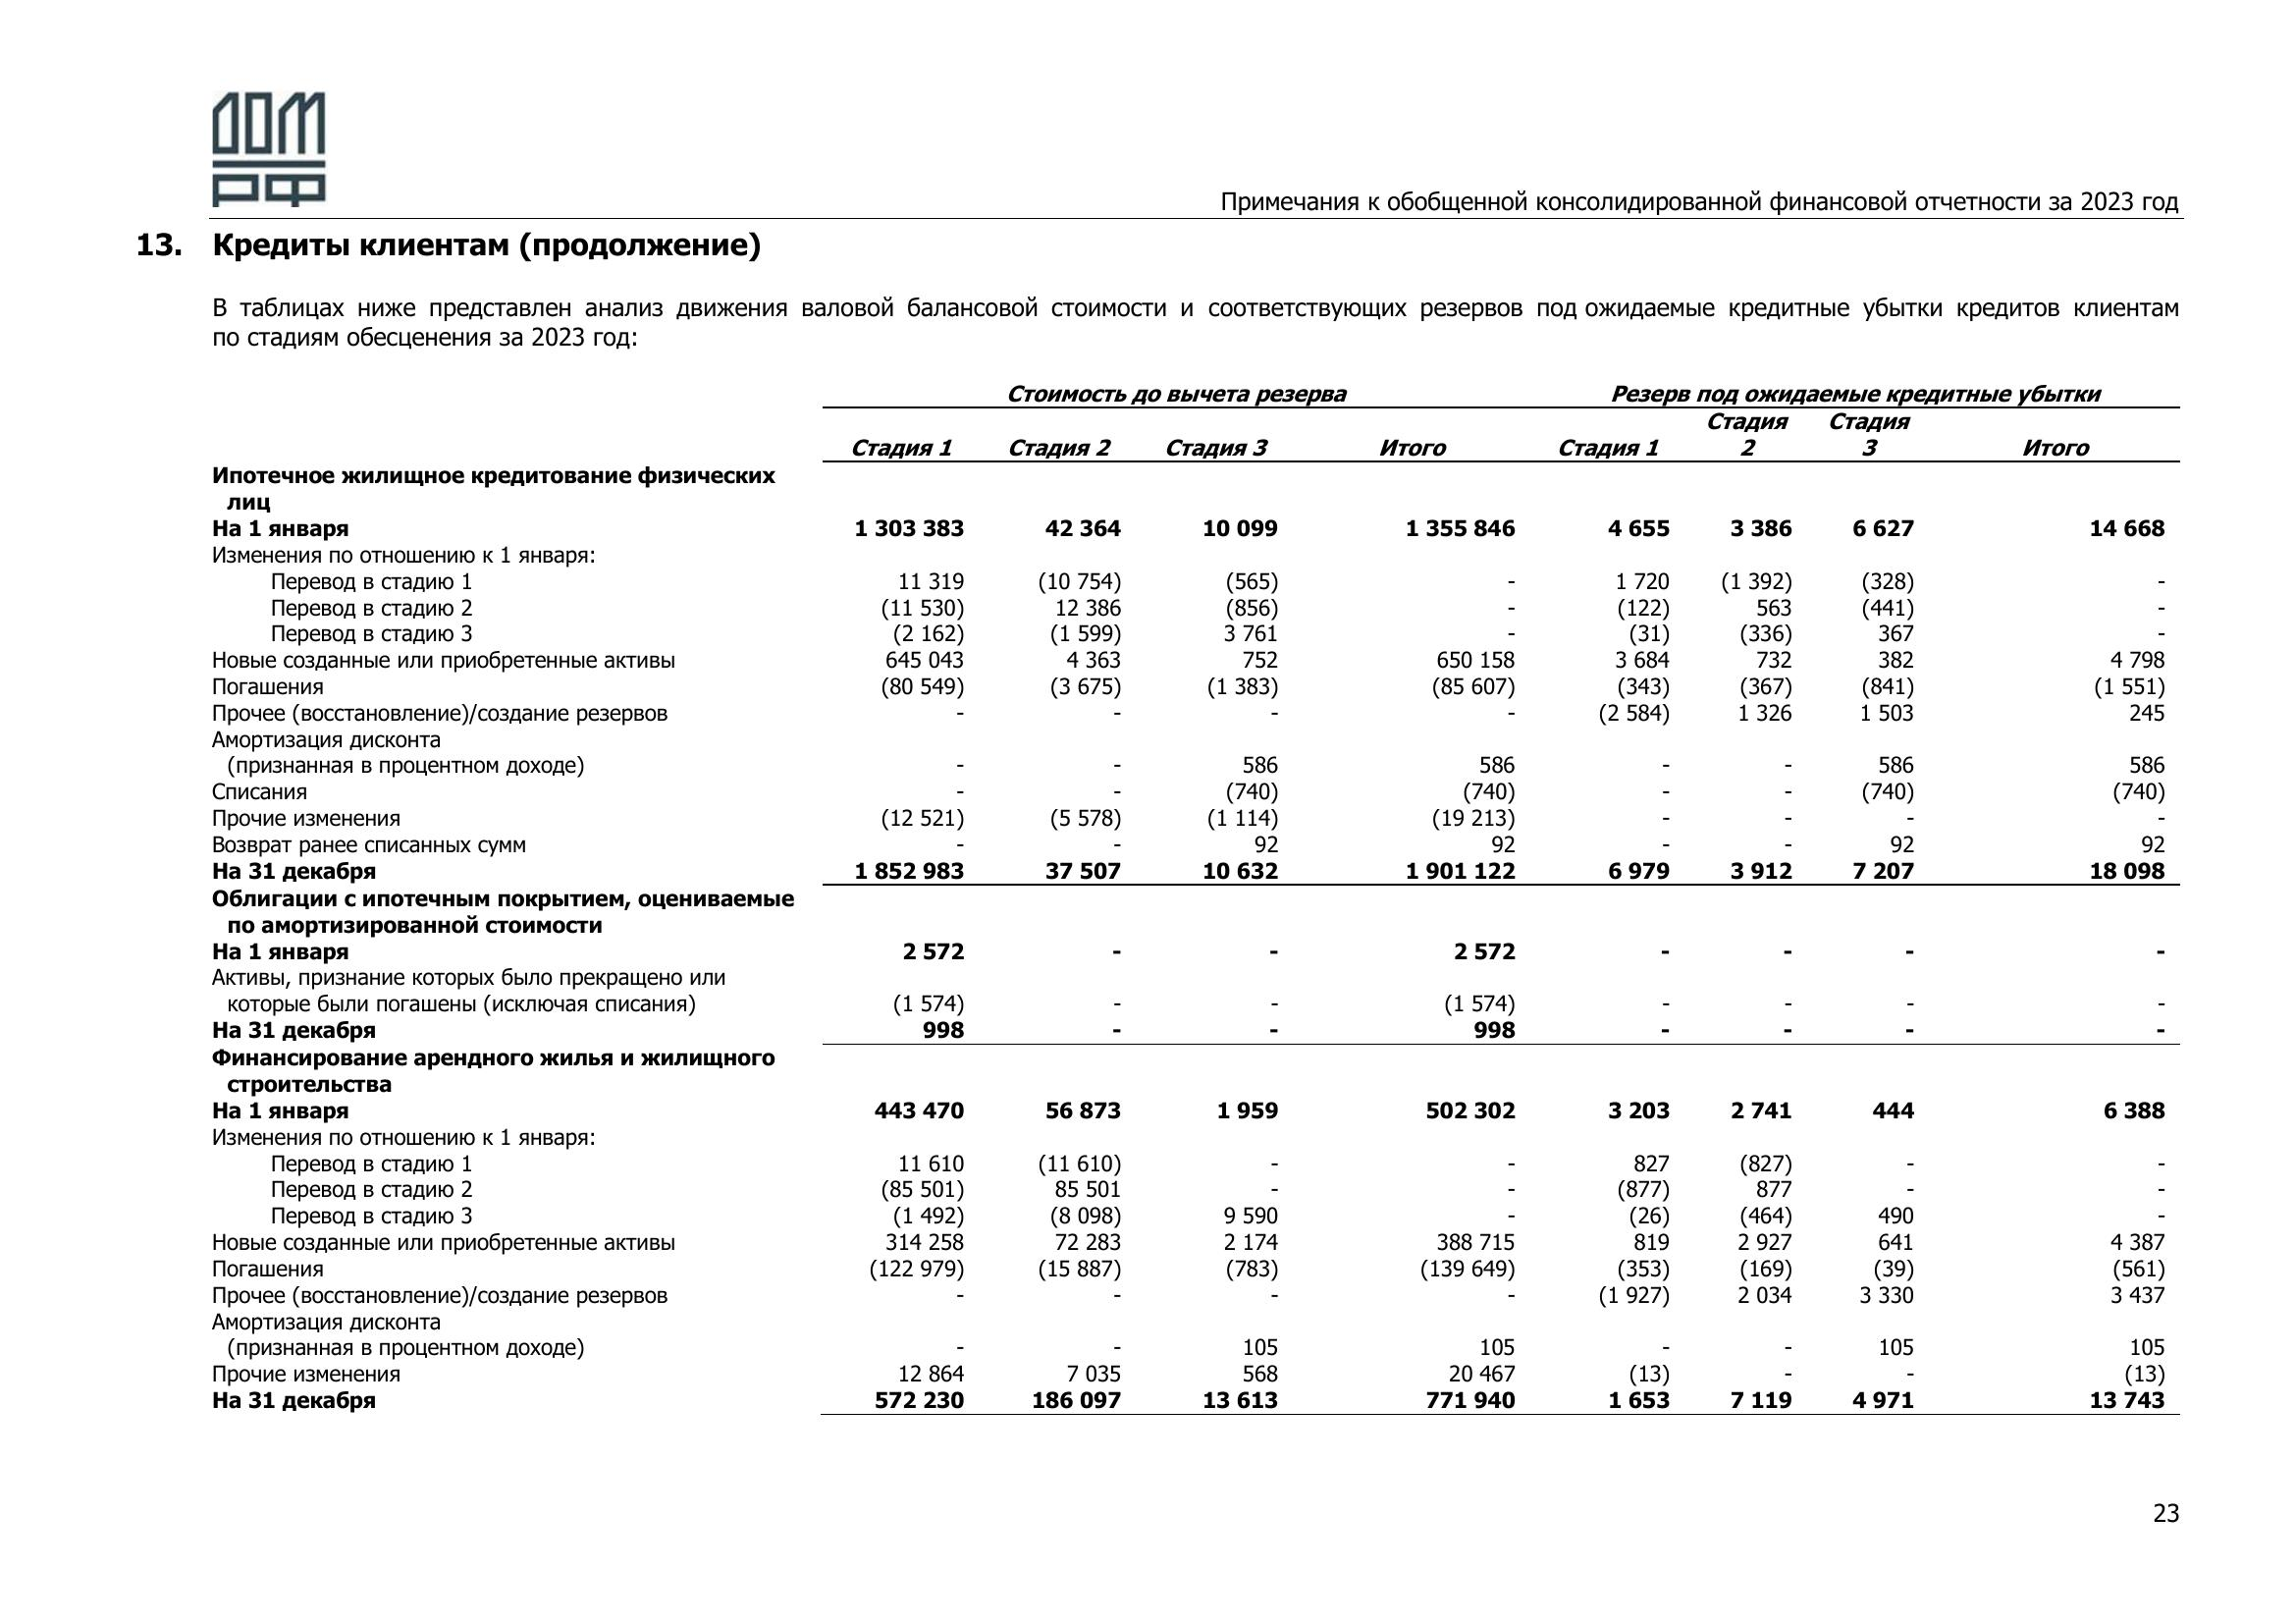 ДОМ
РФ
Примечания к обобщенной консолидированной финансовой отчетности за 2023 год
13. Кредиты клиентам (продолжение)
В таблицах ниже представлен анализ движения валовой балансовой стоимости и соответствующих резервов под ожидаемые кредитные убытки кредитов клиентам
по стадиям обесценения за 2023 год:
Стоимость до вычета резерва Резерв под ожидаемые кредитные убытки
Стадия 1 Стадия 2 Стадия 3 Итого Стадия 1 Стадия 2 Стадия 3 Итого
Ипотечное жилищное кредитование физических
лиц
На 1 января 1 303 383 42 364 10 099 1 355 846 4 655 3 386 6 627 14 668
Изменения по отношению к 1 января:
Перевод в стадию 1 11 319 (10 754) (565) - 1 720 (1 392) (328) -
Перевод в стадию 2 (11 530) 12 386 (856) - (122) 563 (441) -
Перевод в стадию 3 (2 162) (1 599) 3 761 - (31) (336) 367 -
Новые созданные или приобретенные активы 645 043 4 363 752 650 158 3 684 732 382 4 798
Погашения (80 549) (3 675) (1 383) (85 607) (343) (367) (841) (1 551)
Прочее (восстановление)/создание резервов - - - - (2 584) 1 326 1 503 245
Амортизация дисконта
(признанная в процентном доходе) - - 586 586 - - 586 586
Списания - - (740) (740) - - (740) (740)
Прочие изменения (12 521) (5 578) (1 114) (19 213) - - - -
Возврат ранее списанных сумм - - 92 92 - - 92 92
На 31 декабря 1 852 983 37 507 10 632 1 901 122 6 979 3 912 7 207 18 098
Облигации с ипотечным покрытием, оцениваемые
по амортизированной стоимости
На 1 января 2 572 - - 2 572 - - - -
Активы, признание которых было прекращено или
которые были погашены (исключая списания) (1 574) - - (1 574) - - - -
На 31 декабря 998 - - 998 - - - -
Финансирование арендного жилья и жилищного
строительства
На 1 января 443 470 56 873 1 959 502 302 3 203 2 741 444 6 388
Изменения по отношению к 1 января:
Перевод в стадию 1 11 610 (11 610) - - 827 (827) - -
Перевод в стадию 2 (85 501) 85 501 - - (877) 877 - -
Перевод в стадию 3 (1 492) (8 098) 9 590 - (26) (464) 490 -
Новые созданные или приобретенные активы 314 258 72 283 2 174 388 715 819 2 927 641 4 387
Погашения (122 979) (15 887) (783) (139 649) (353) (169) (39) (561)
Прочее (восстановление)/создание резервов - - - - (1 927) 2 034 3 330 3 437
Амортизация дисконта
(признанная в процентном доходе) - - 105 105 - - 105 105
Прочие изменения 12 864 7 035 568 20 467 (13) - - (13)
На 31 декабря 572 230 186 097 13 613 771 940 1 653 7 119 4 971 13 743
23